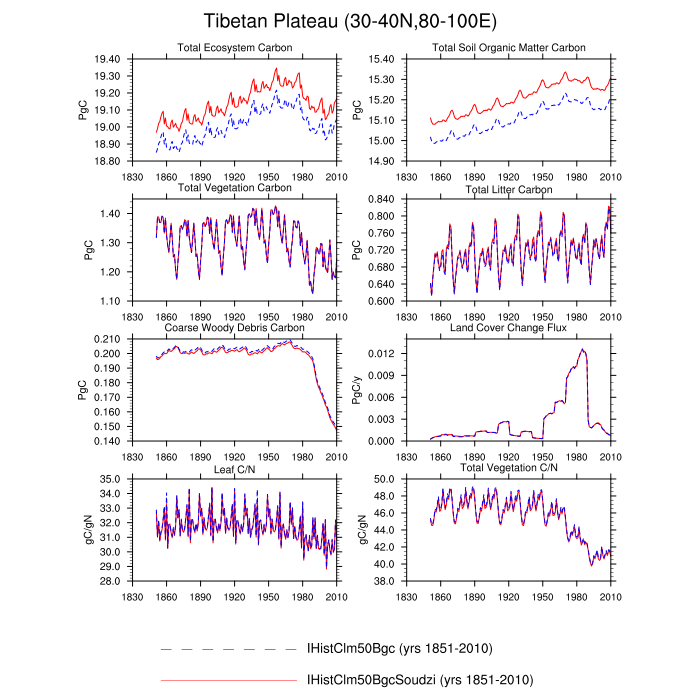 Tibetan Plateau (30-40N,80-100E)
Total Ecosystem Carbon
PgC
19.40
19.30
19.20
19.10
19.00
18.90
18.80
1830 1860 1890 1920 1950 1980 2010
Total Soil Organic Matter Carbon
PgC
15.40
15.30
15.20
15.10
15.00
14.90
1830 1860 1890 1920 1950 1980 2010
Total Vegetation Carbon
PgC
1.40
1.30
1.20
1.10
1830 1860 1890 1920 1950 1980 2010
Total Litter Carbon
PgC
0.840
0.800
0.760
0.720
0.680
0.640
0.600
1830 1860 1890 1920 1950 1980 2010
Coarse Woody Debris Carbon
PgC
0.210
0.200
0.190
0.180
0.170
0.160
0.150
0.140
1830 1860 1890 1920 1950 1980 2010
Land Cover Change Flux
PgC/y
0.012
0.009
0.006
0.003
0.000
1830 1860 1890 1920 1950 1980 2010
Leaf C/N
gC/gN
35.0
34.0
33.0
32.0
31.0
30.0
29.0
28.0
1830 1860 1890 1920 1950 1980 2010
Total Vegetation C/N
gC/gN
50.0
48.0
46.0
44.0
42.0
40.0
38.0
1830 1860 1890 1920 1950 1980 2010
IHistClm50Bgc (yrs 1851-2010)
IHistClm50BgcSoudzi (yrs 1851-2010)